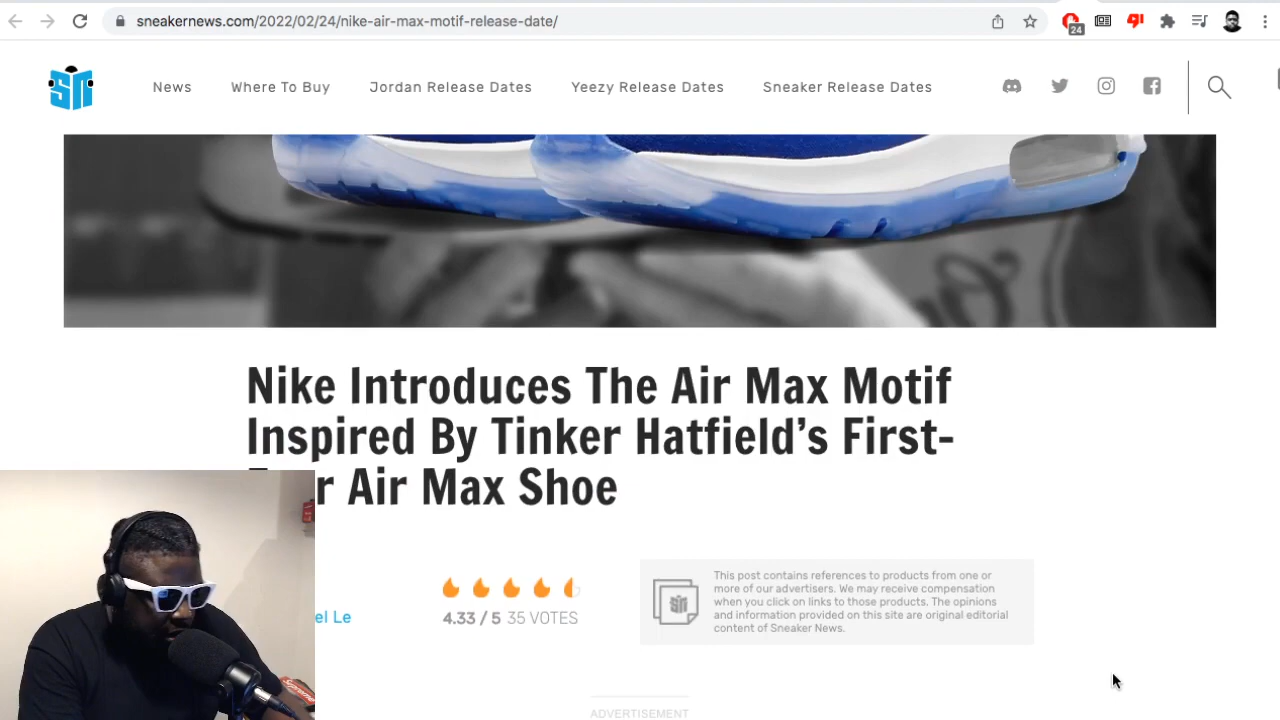 sneakernews.com/2022/02/24/nike-air-max-motif-release-date/
24
SN
News Where To Buy Jordan Release Dates Yeezy Release Dates Sneaker Release Dates
Nike Introduces The Air Max Motif
Inspired By Tinker Hatfield’s First-
r Air Max Shoe
This post contains references to products from one or
more of our advertisers. We may receive compensation
when you click on links to those products. The opinions
and information provided on this site are original editorial
content of Sneaker News.
SN
el Le
4.33 / 5 35 VOTES
Supreme
ADVERTISEMENT